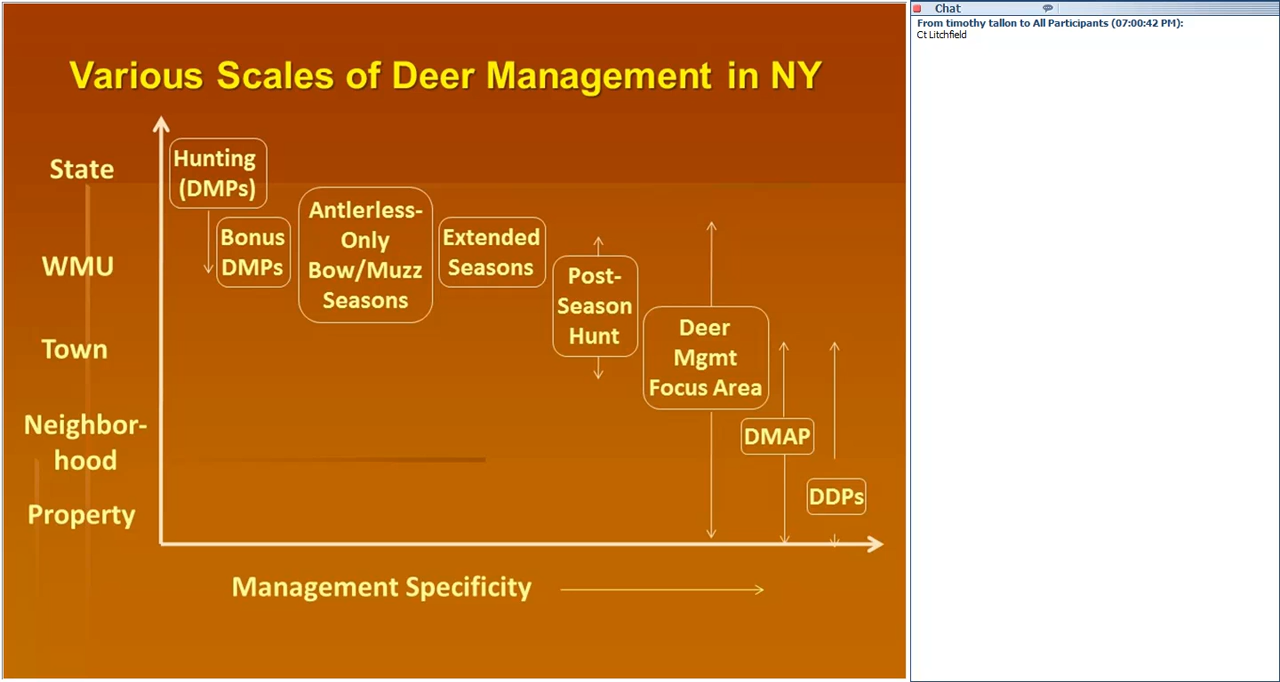 Various Scales of Deer Management in NY
State
WMU
Town
Neighbor-
hood
Property
Hunting
(DMPs)
Bonus
DMPs
Antlerless-
Only
Bow/Muzz
Seasons
Extended
Seasons
Post-
Season
Hunt
Deer
Mgmt
Focus Area
DMAP
DDPs
Management Specificity
Chat
From timothy tallon to All Participants (07:00:42 PM):
Ct Litchfield